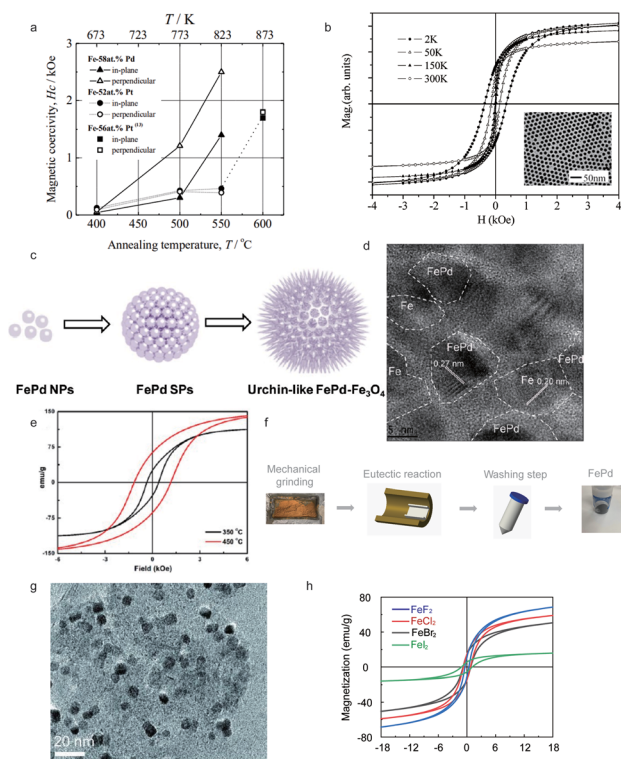 a
T / K
673 723 773 823 873
Magnetic coercivity, Hc / kOe
3
2
1
0
Fe-58at.% Pd
in-plane
perpendicular
Fe-52at.% Pt
in-plane
perpendicular
Fe-56at.% Pt (13)
in-plane
perpendicular
400 450 500 550 600
Annealing temperature, T / °C
b
Mag.(arb. units)
2K
50K
150K
300K
50nm
-4 -3 -2 -1 0 1 2 3 4
H (kOe)
c
FePd NPs
FePd SPs
Urchin-like FePd-Fe₃O₄
d
FePd
Fe
FePd
0.27 nm
FePd
Fe
Fe
0.20 nm
FePd
FePd
5 nm
e
emu/g
150
75
0
-75
-150
350 °C
450 °C
-6 -3 0 3 6
Field (kOe)
f
Mechanical
grinding
Eutectic reaction
Washing step
FePd
g
20 nm
h
Magnetization (emu/g)
80
40
0
-40
-80
FeF₂
FeCl₂
FeBr₂
FeI₂
-18 -12 -6 0 6 12 18